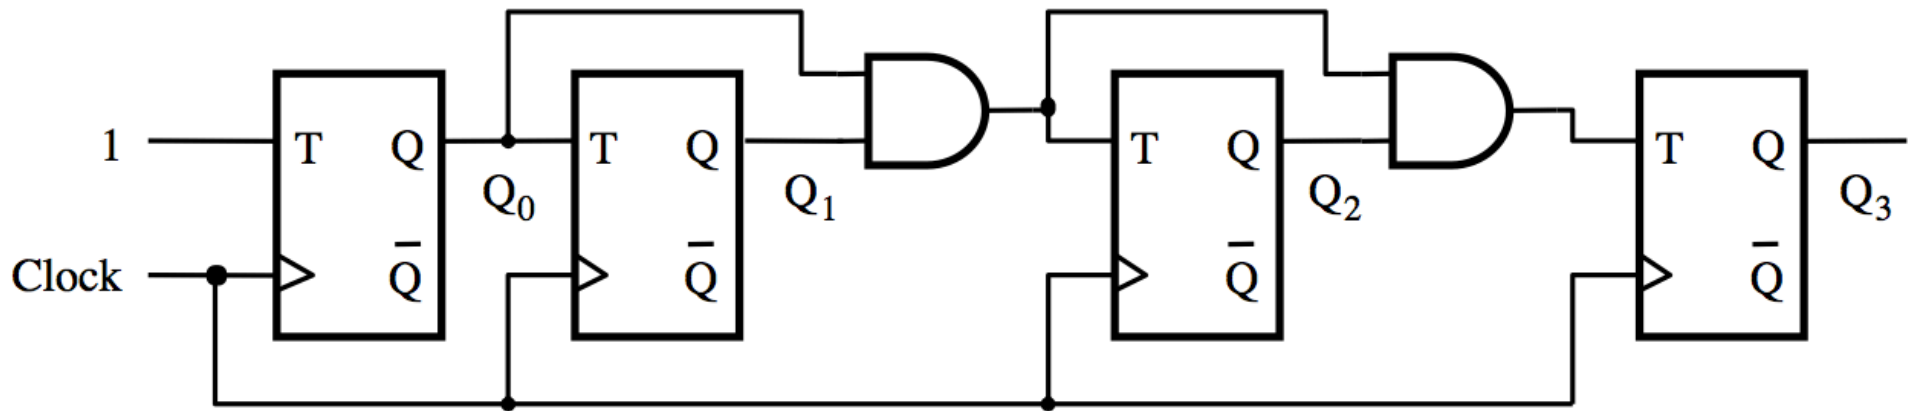 1 T Q T Q T Q T Q
Q₀ Q₁ Q₂ Q₃
Clock Q̅ Q̅ Q̅ Q̅